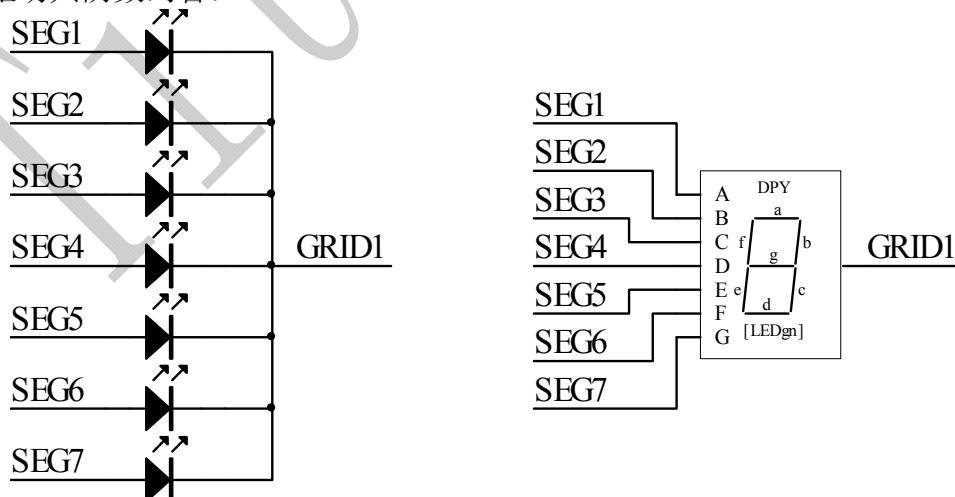 SEG1
SEG2
SEG3
SEG4
SEG5
SEG6
SEG7
GRID1
SEG1
SEG2
SEG3
SEG4
SEG5
SEG6
SEG7
A
B
C
D
E
F
G
DPY
a
f
b
g
e
c
d
[LEDgn]
GRID1